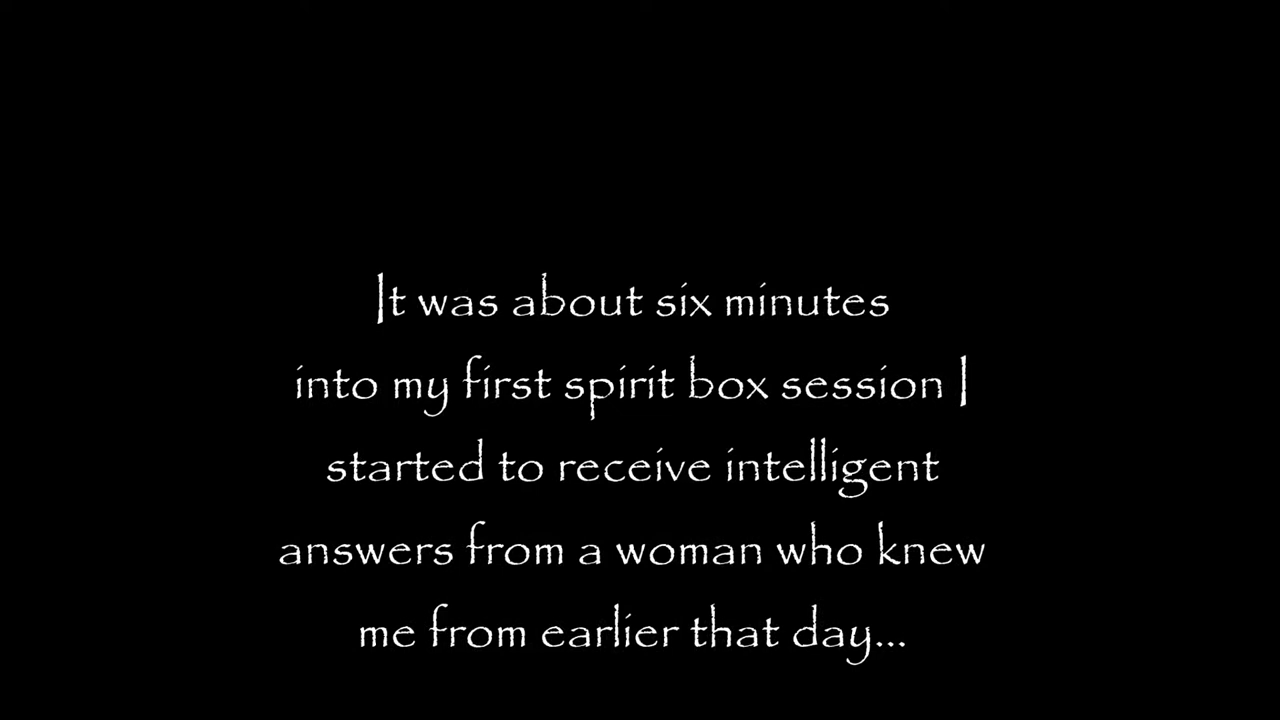 It was about six minutes
into my first spirit box session I
started to receive intelligent
answers from a woman who knew
me from earlier that day...